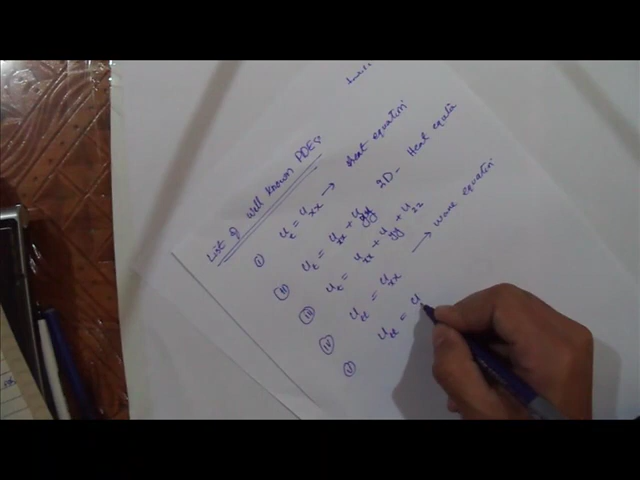 List of Well Known PDEs
(i) u_t = u_xx → Heat equation
(ii) u_t = u_xx + u_yy 2D- Heat equatn
(iii) u_t = u_xx + u_yy + u_zz
(iv) u_tt = u_xx → Wave equation
(v) u_tt = u